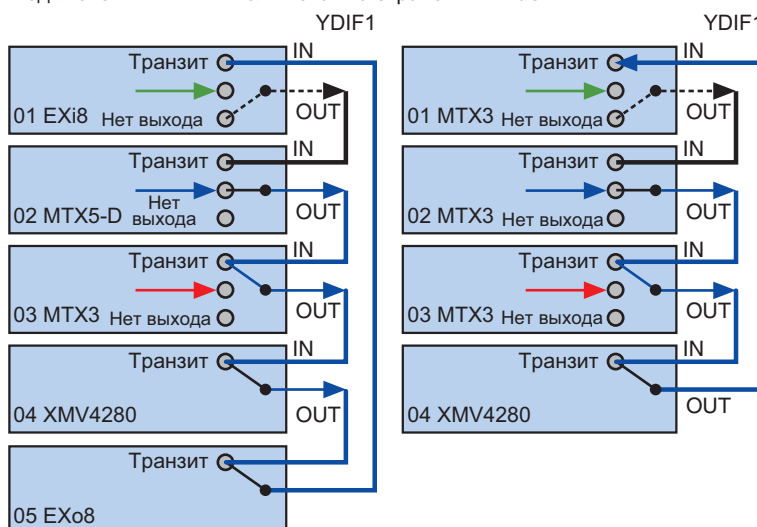 YDIF1
Транзит
IN
01 EXi8
Нет выхода
OUT
Транзит
IN
02 MTX5-D
Нет
выхода
OUT
Транзит
IN
03 MTX3
Нет выхода
OUT
Транзит
IN
04 XMV4280
OUT
Транзит
05 EXo8
YDIF1
Транзит
IN
01 MTX3
Нет выхода
OUT
Транзит
IN
02 MTX3
Нет выхода
OUT
Транзит
IN
03 MTX3
Нет выхода
OUT
Транзит
IN
04 XMV4280
OUT